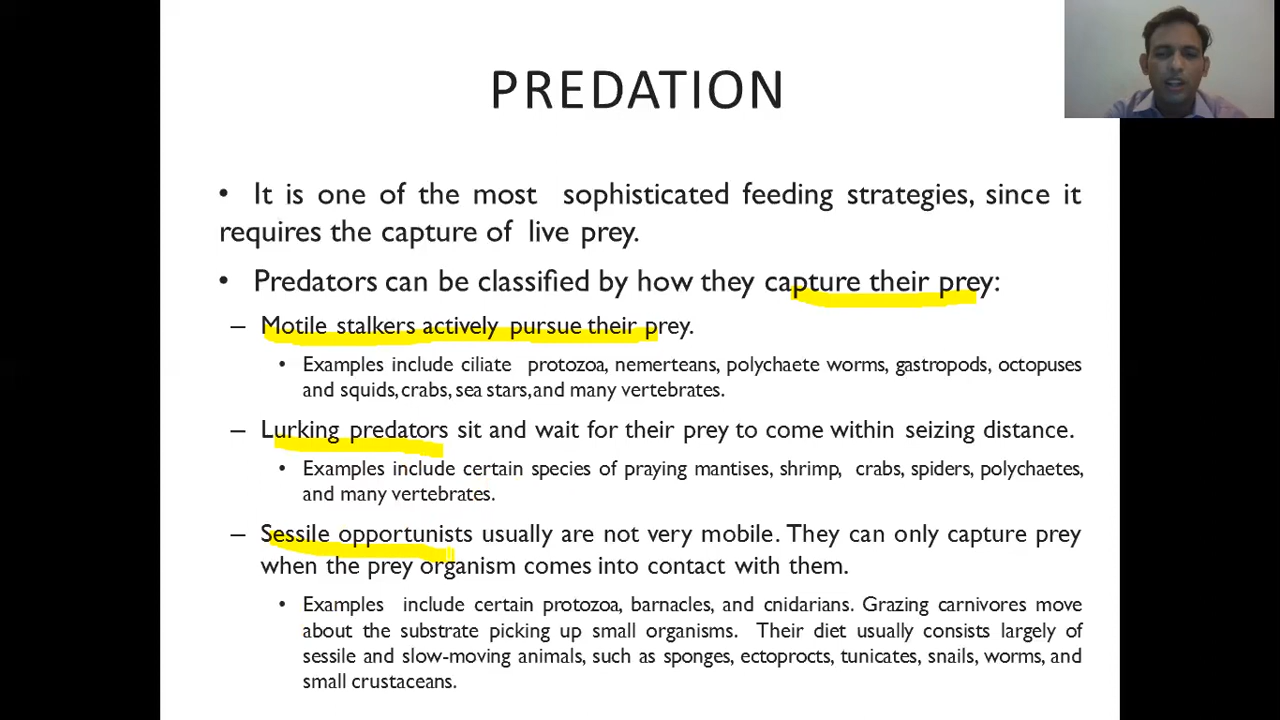 PREDATION
• It is one of the most sophisticated feeding strategies, since it
requires the capture of live prey.
• Predators can be classified by how they capture their prey:
– Motile stalkers actively pursue their prey.
• Examples include ciliate protozoa, nemerteans, polychaete worms, gastropods, octopuses
and squids, crabs, sea stars, and many vertebrates.
– Lurking predators sit and wait for their prey to come within seizing distance.
• Examples include certain species of praying mantises, shrimp, crabs, spiders, polychaetes,
and many vertebrates.
– Sessile opportunists usually are not very mobile. They can only capture prey
when the prey organism comes into contact with them.
• Examples include certain protozoa, barnacles, and cnidarians. Grazing carnivores move
about the substrate picking up small organisms. Their diet usually consists largely of
sessile and slow-moving animals, such as sponges, ectoprocts, tunicates, snails, worms, and
small crustaceans.